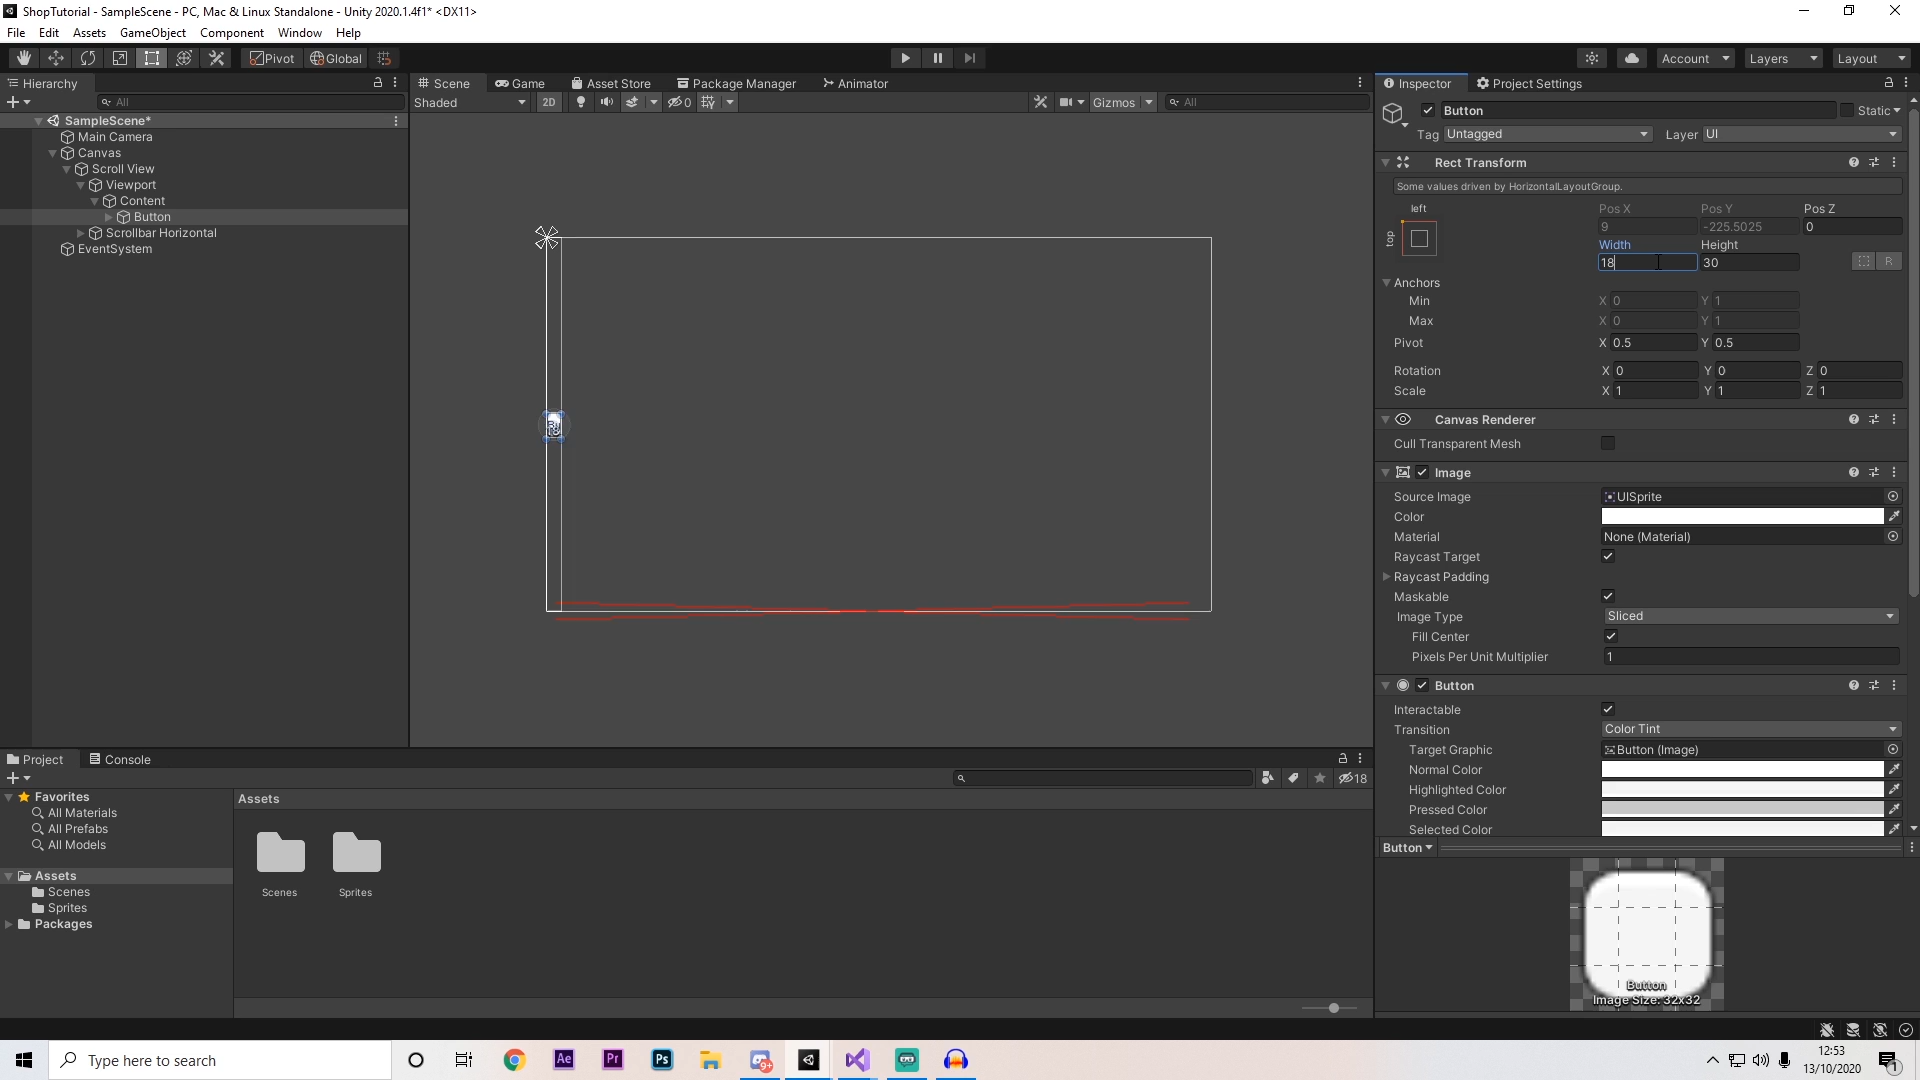 ShopTutorial - SampleScene - PC, Mac & Linux Standalone - Unity 2020.1.4f1* <DX11>
File Edit Assets GameObject Component Window Help
Pivot Global Account Layers Layout
Hierarchy Scene Game Asset Store Package Manager Animator Inspector Project Settings
All Shaded 2D 0 Gizmos All
SampleScene*
Main Camera
Canvas
Scroll View
Viewport
Content
Button
Scrollbar Horizontal
EventSystem
Button Static
Tag Untagged Layer UI
Rect Transform
Some values driven by HorizontalLayoutGroup.
left
top
Pos X Pos Y Pos Z
9 -225.5025 0
Width Height
18 30 R
Anchors
Min X 0 Y 1
Max X 0 Y 1
Pivot X 0.5 Y 0.5
Rotation X 0 Y 0 Z 0
Scale X 1 Y 1 Z 1
Canvas Renderer
Cull Transparent Mesh
Image
Source Image UISprite
Color
Material None (Material)
Raycast Target
Raycast Padding
Maskable
Image Type Sliced
Fill Center
Pixels Per Unit Multiplier 1
Button
Interactable
Transition Color Tint
Target Graphic Button (Image)
Normal Color
Highlighted Color
Pressed Color
Selected Color
Button
Button
Image Size: 32x32
Project Console
18
Favorites
All Materials
All Prefabs
All Models
Assets
Scenes
Sprites
Packages
Assets
Scenes Sprites
Type here to search
Ae Pr Ps 9+
12:53
13/10/2020
1